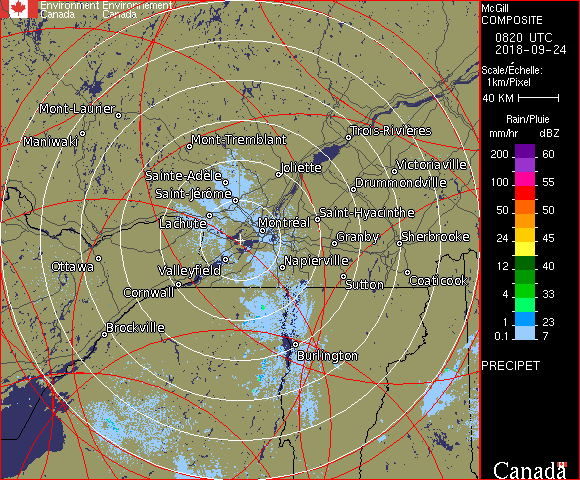 Environment Environnement
Canada Canada
McGill
COMPOSITE
0820 UTC
2018-09-24
Scale/Échelle:
1km/Pixel
40 KM
Rain/Pluie
mm/hr dBZ
200 60
100 55
50 50
24 45
12 40
4 33
1 30
0.1 23
7
PRECIPET
Canada
Mont-Laurier
Maniwaki
Mont-Tremblant
Trois-Rivières
Sainte-Adèle
Joliette
Victoriaville
Saint-Jérôme
Drummondville
Lachute
Montréal
Saint-Hyacinthe
Granby
Sherbrooke
Ottawa
Valleyfield
Napierville
Cornwall
Sutton
Coaticook
Brockville
Burlington